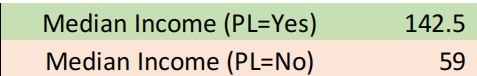 Median Income (PL=Yes) 142.5
Median Income (PL=No) 59